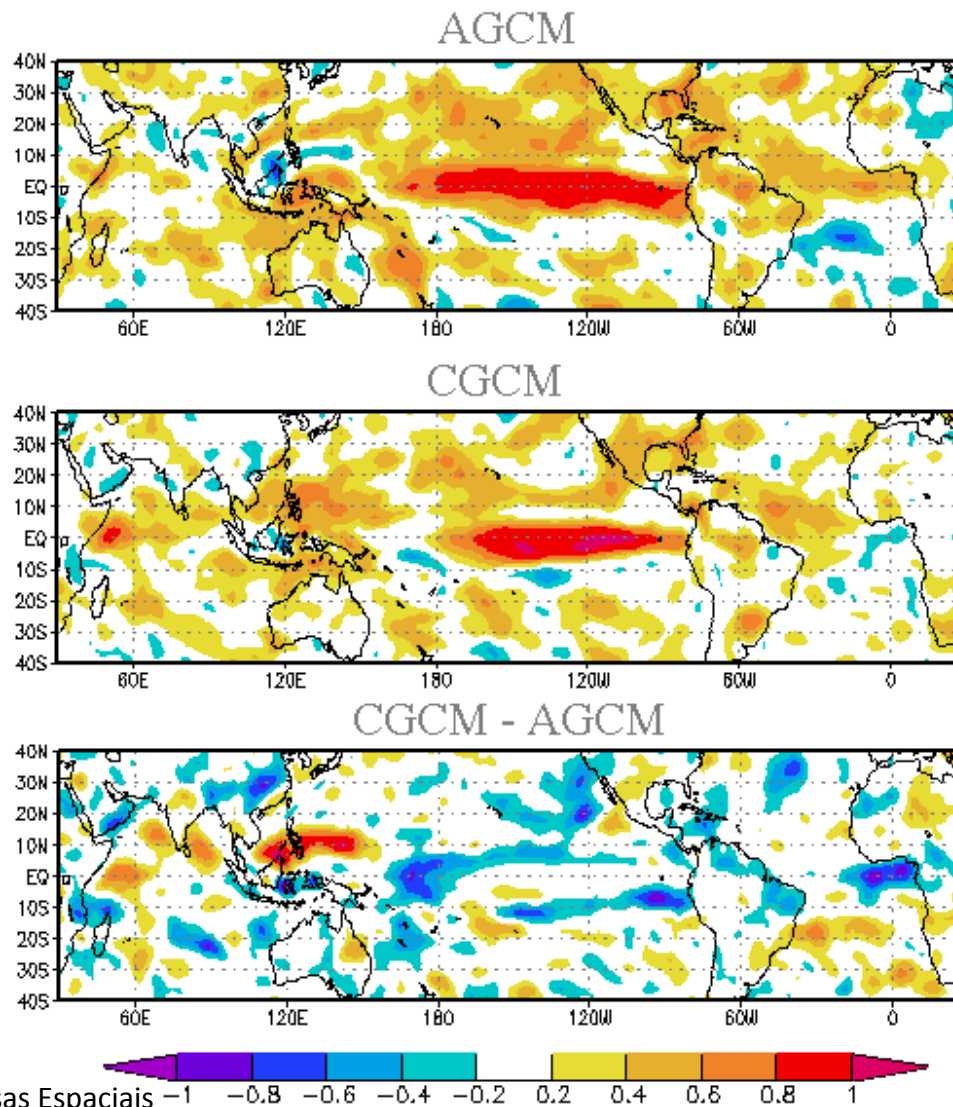 AGCM
40N
30N
20N
10N
EQ
10S
20S
30S
40S
60E 120E 180 120W 60W 0
CGCM
40N
30N
20N
10N
EQ
10S
20S
30S
40S
60E 120E 180 120W 60W 0
CGCM - AGCM
40N
30N
20N
10N
EQ
10S
20S
30S
40S
60E 120E 180 120W 60W 0
sas Espaciais -1 -0.8 -0.6 -0.4 -0.2 0.2 0.4 0.6 0.8 1